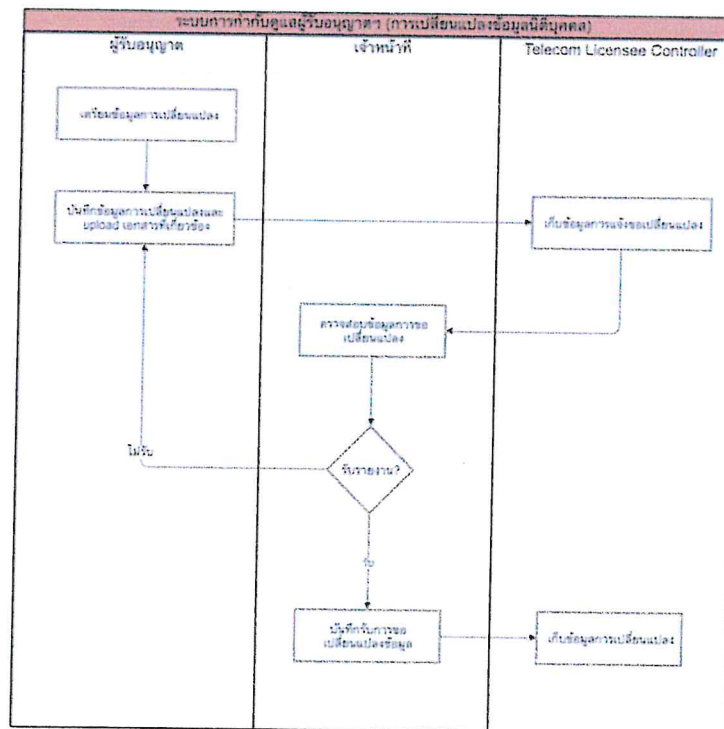 ระบบการกำกับดูแลผู้รับอนุญาตฯ (การเปลี่ยนแปลงข้อมูลนิติบุคคล)
ผู้รับอนุญาต
เจ้าหน้าที่
Telecom Licensee Controller
เตรียมข้อมูลการเปลี่ยนแปลง
บันทึกข้อมูลการเปลี่ยนแปลงและ
upload เอกสารที่เกี่ยวข้อง
เก็บข้อมูลการแจ้งขอเปลี่ยนแปลง
ตรวจสอบข้อมูลการขอ
เปลี่ยนแปลง
ไม่รับ
รับรายงาน?
รับ
บันทึกรับการขอ
เปลี่ยนแปลงข้อมูล
เก็บข้อมูลการเปลี่ยนแปลง